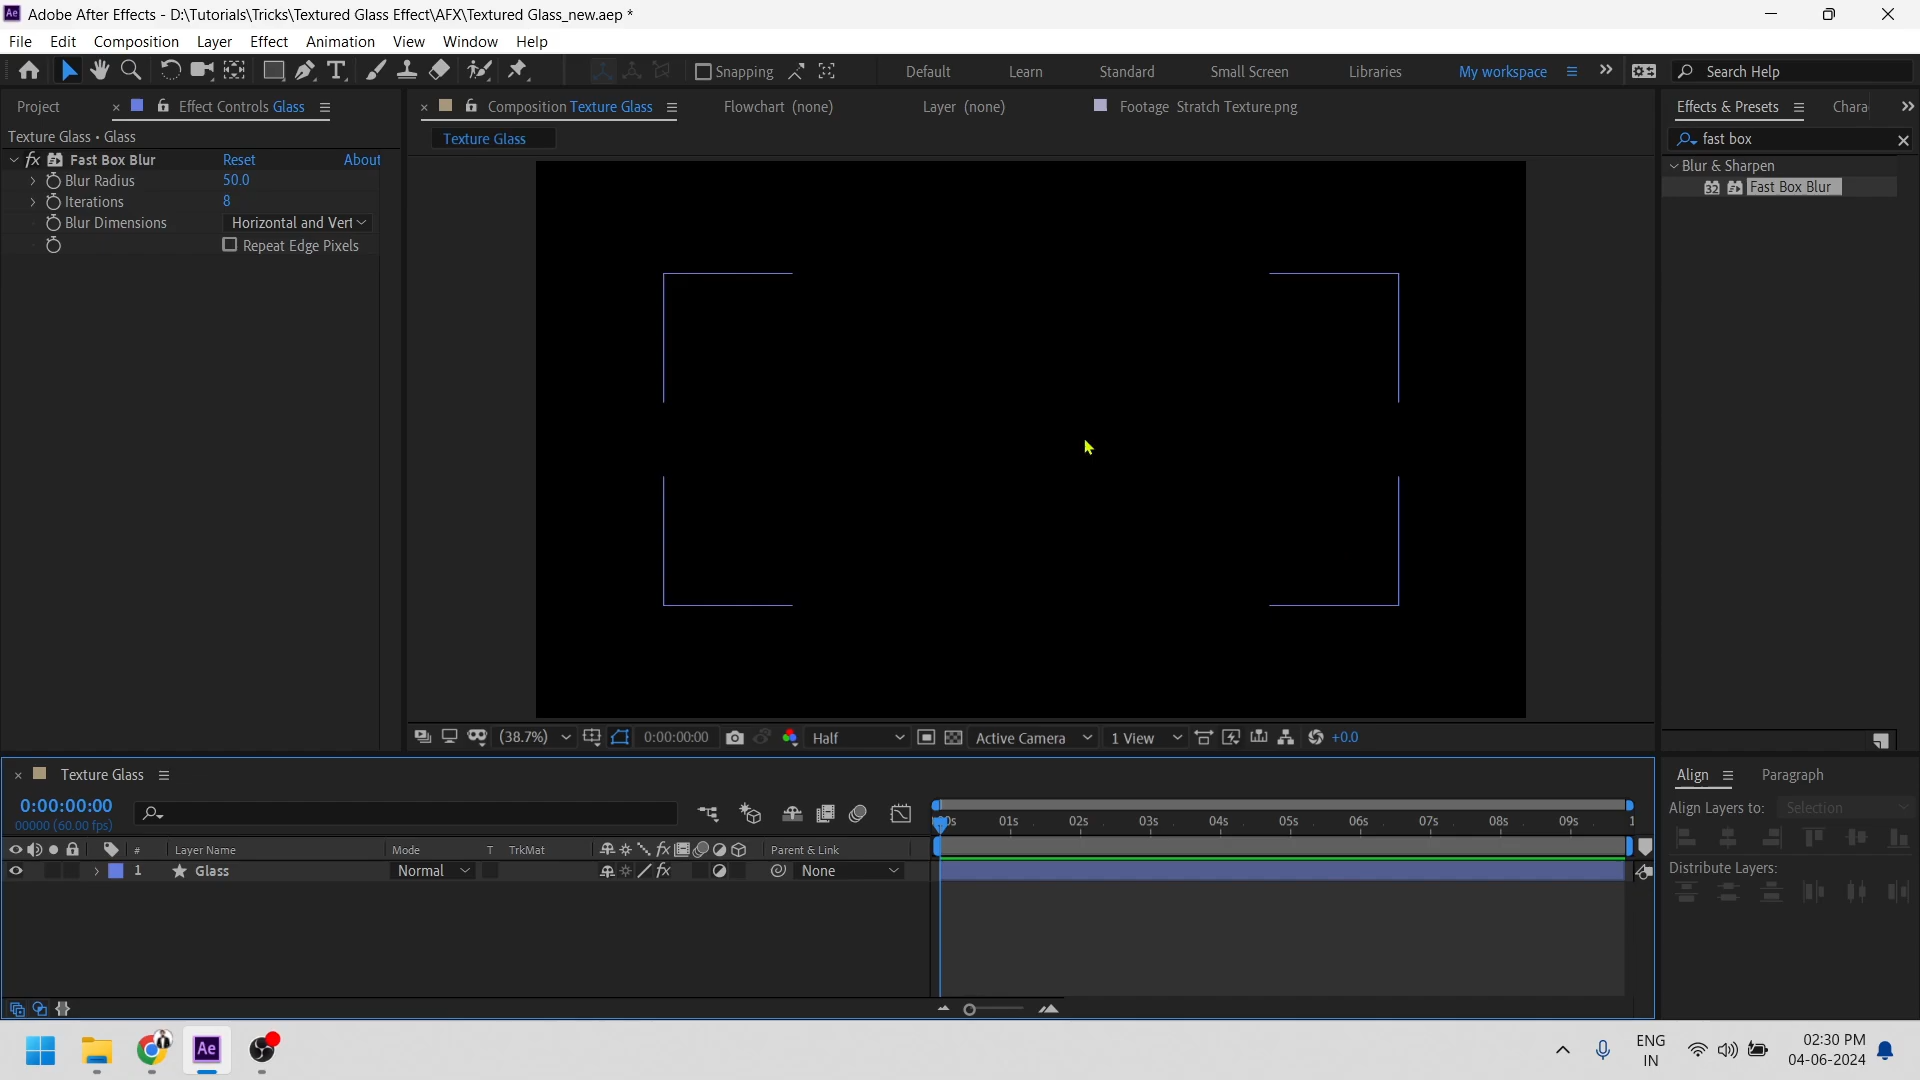 Ae Adobe After Effects - D:\Tutorials\Tricks\Textured Glass Effect\AFX\Textured Glass_new.aep *
File Edit Composition Layer Effect Animation View Window Help
Snapping Default Learn Standard Small Screen Libraries My workspace Search Help
Project Effect Controls Glass Composition Texture Glass Flowchart (none) Layer (none) Footage Stratch Texture.png Effects & Presets Chara
Texture Glass • Glass Texture Glass fast box
fx Fast Box Blur Reset About Blur & Sharpen
Blur Radius 50.0 32 Fast Box Blur
Iterations 8
Blur Dimensions Horizontal and Vert
Repeat Edge Pixels
(38.7%) 0:00:00:00 Half Active Camera 1 View +0.0
Texture Glass Align Paragraph
0:00:00:00 Align Layers to: Selection
00000 (60.00 fps) 00s 01s 02s 03s 04s 05s 06s 07s 08s 09s 1
# Layer Name Mode T TrkMat fx Parent & Link
1 Glass Normal fx None Distribute Layers:
Ae ENG 02:30 PM
IN 04-06-2024